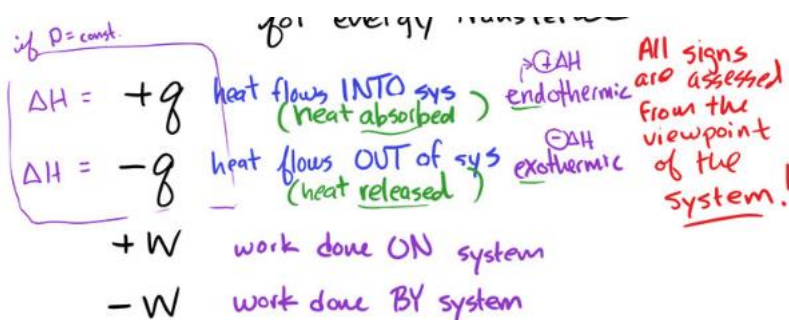 for energy transfers
if P = const.
ΔH = +q heat flows INTO sys
(heat absorbed)
→⊕ΔH
endothermic
ΔH = -q heat flows OUT of sys
(heat released)
⊖ΔH
exothermic
+W work done ON system
-W work done BY system
All signs
are assessed
from the
viewpoint
of the
system!